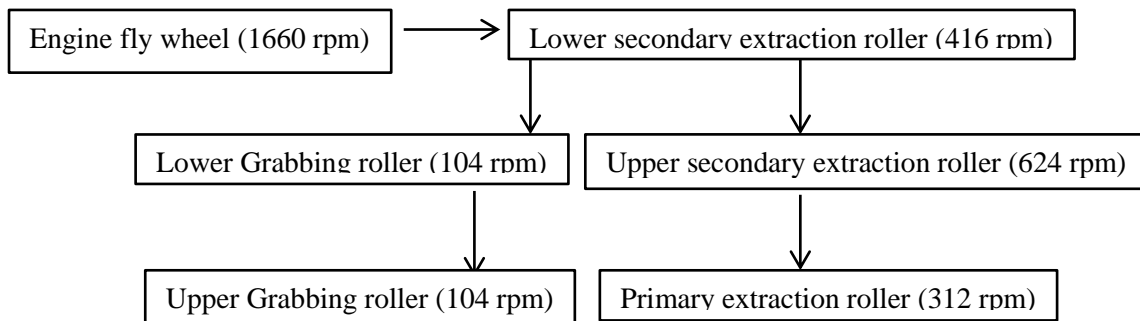 Engine fly wheel (1660 rpm)
Lower secondary extraction roller (416 rpm)
Lower Grabbing roller (104 rpm)
Upper secondary extraction roller (624 rpm)
Upper Grabbing roller (104 rpm)
Primary extraction roller (312 rpm)